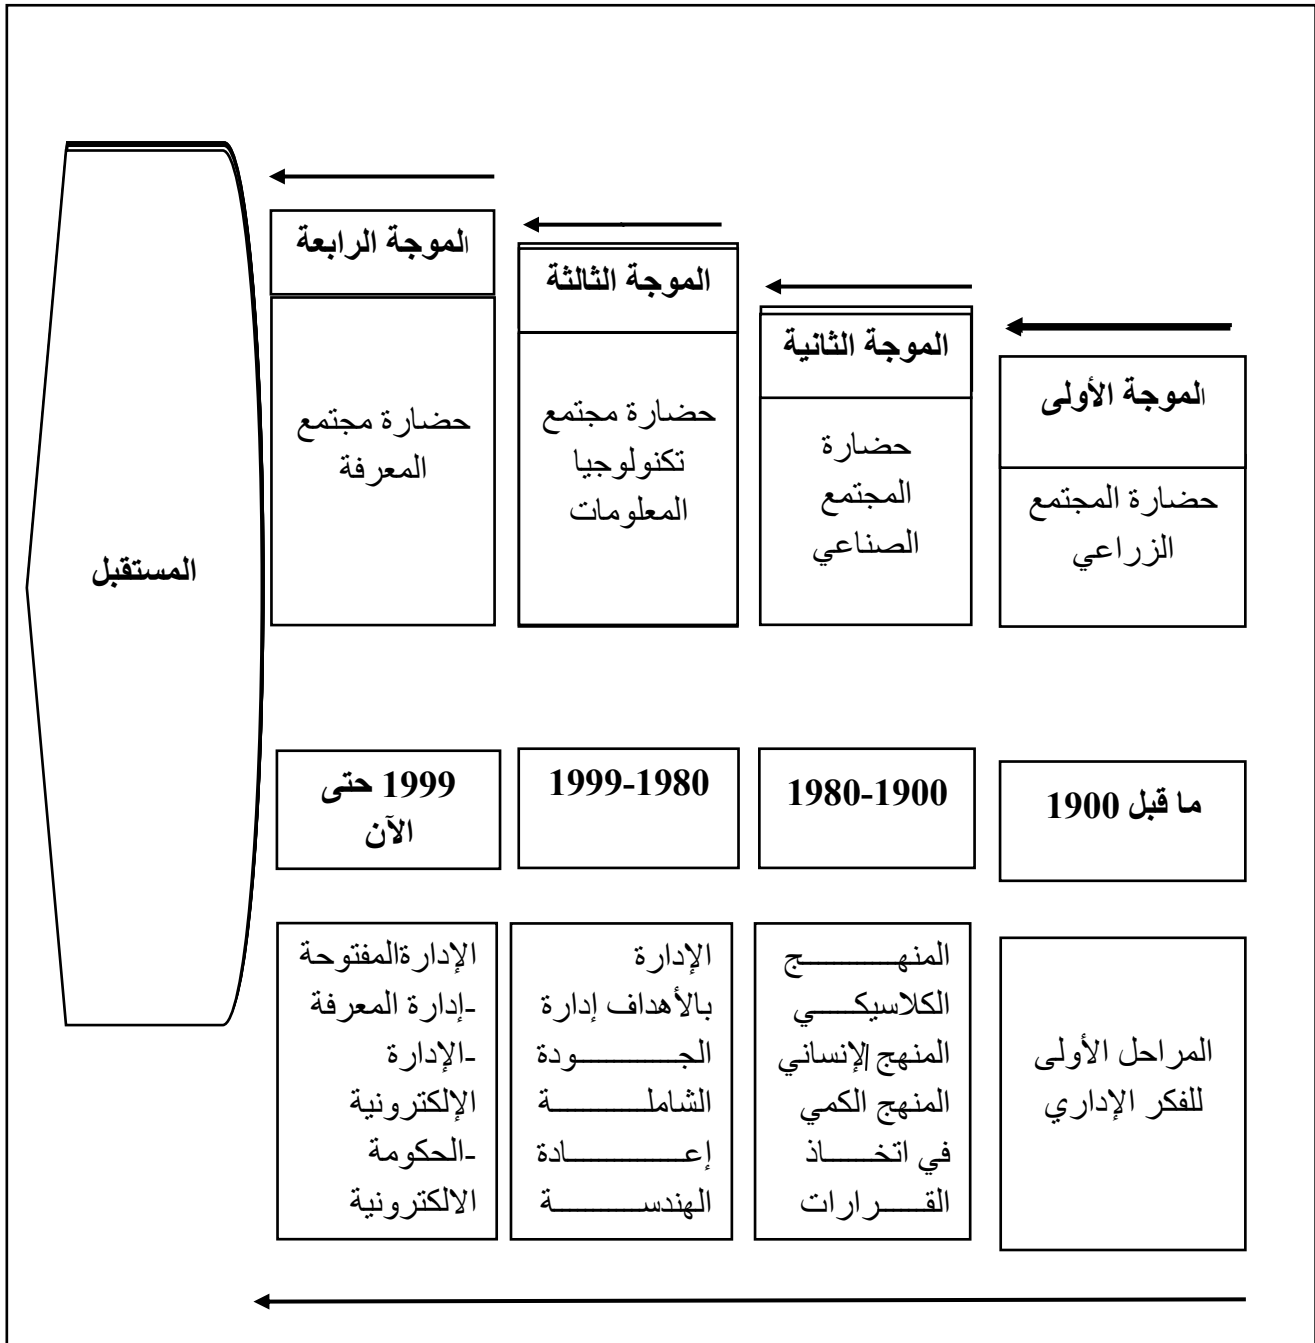 الموجة الأولى
حضارة المجتمع
الزراعي
الموجة الثانية
حضارة
المجتمع
الصناعي
الموجة الثالثة
حضارة مجتمع
تكنولوجيا
المعلومات
الموجة الرابعة
حضارة مجتمع
المعرفة
المستقبل
ما قبل 1900
1980-1900
1999-1980
1999 حتى
الآن
المراحل الأولى
للفكر الإداري
المنهج
الكلاسيكي
المنهج الإنساني
المنهج الكمي
في اتخاذ
القرارات
الإدارة
بالأهداف إدارة
الجودة
الشاملة
إعادة
الهندسة
الإدارةالمفتوحة
-إدارة المعرفة
-الإدارة
الإلكترونية
-الحكومة
الالكترونية